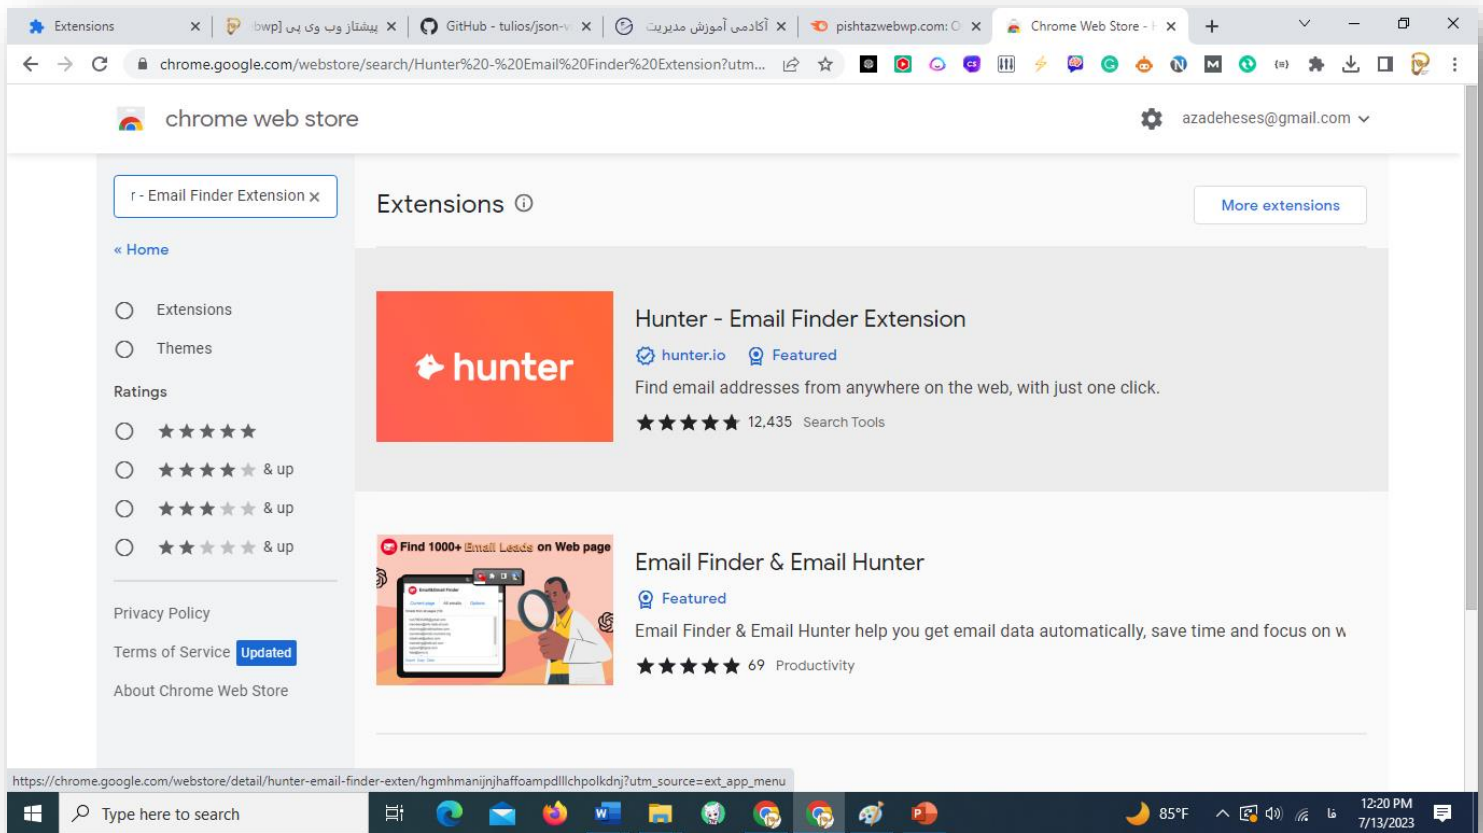 Extensions
پیشتاز وب وی پی [bwp
GitHub - tulios/json-v
آکادمی آموزش مدیریت
pishtazwebwp.com: O
Chrome Web Store - H
chrome.google.com/webstore/search/Hunter%20-%20Email%20Finder%20Extension?utm...
chrome web store
azadeheses@gmail.com
r - Email Finder Extension
Extensions
More extensions
« Home
Extensions
Themes
Ratings
& up
& up
& up
Privacy Policy
Terms of Service Updated
About Chrome Web Store
hunter
Hunter - Email Finder Extension
hunter.io Featured
Find email addresses from anywhere on the web, with just one click.
12,435 Search Tools
Find 1000+ Email Leads on Web page
Email Finder & Email Hunter
Featured
Email Finder & Email Hunter help you get email data automatically, save time and focus on w
69 Productivity
https://chrome.google.com/webstore/detail/hunter-email-finder-exten/hgmhmanijnjhaffoampdlllchpolkdnj?utm_source=ext_app_menu
Type here to search
85°F
فا
12:20 PM
7/13/2023